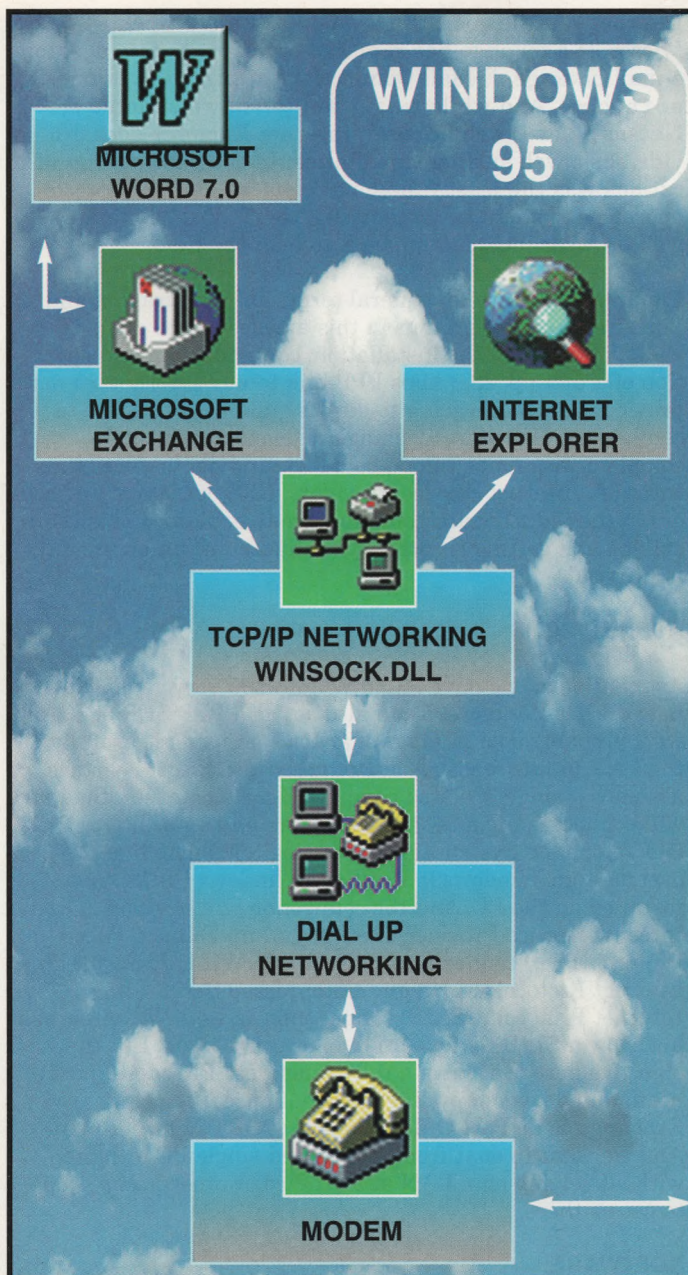 WINDOWS
95
W
MICROSOFT
WORD 7.0
MICROSOFT
EXCHANGE
INTERNET
EXPLORER
TCP/IP NETWORKING
WINSOCK.DLL
DIAL UP
NETWORKING
MODEM